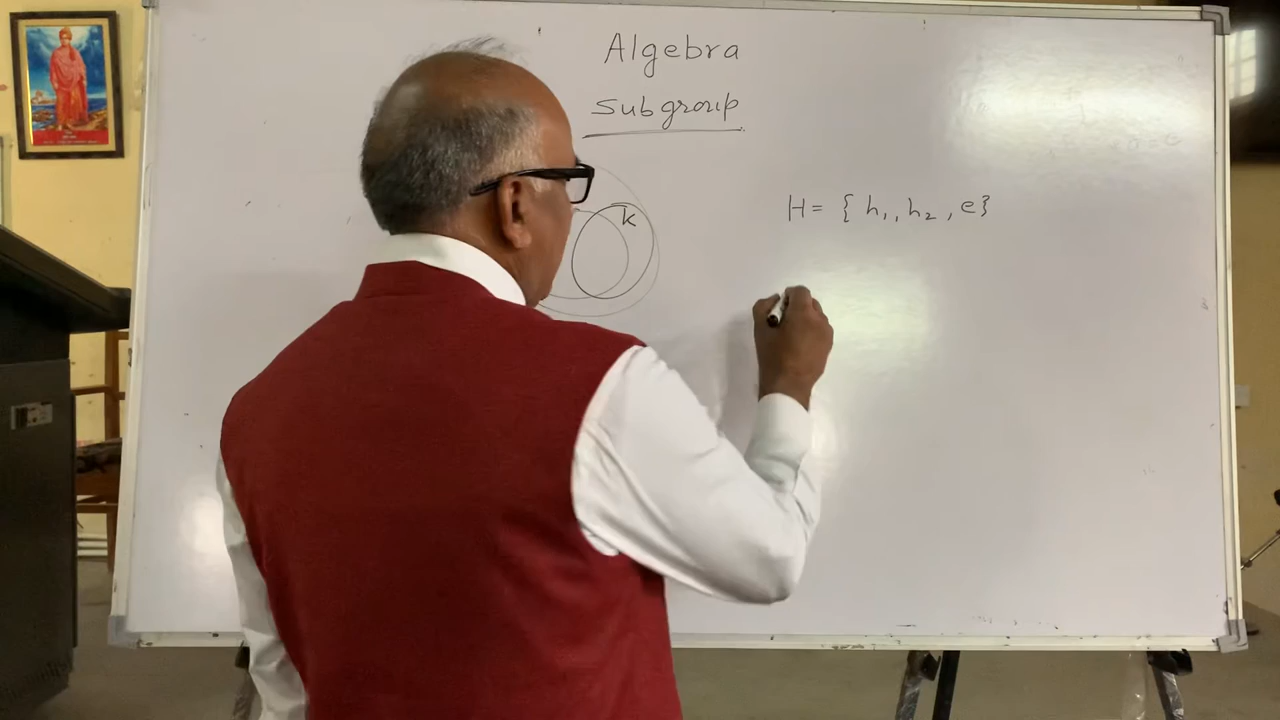 Algebra
Subgroup
K
H = { h₁, h₂, e}